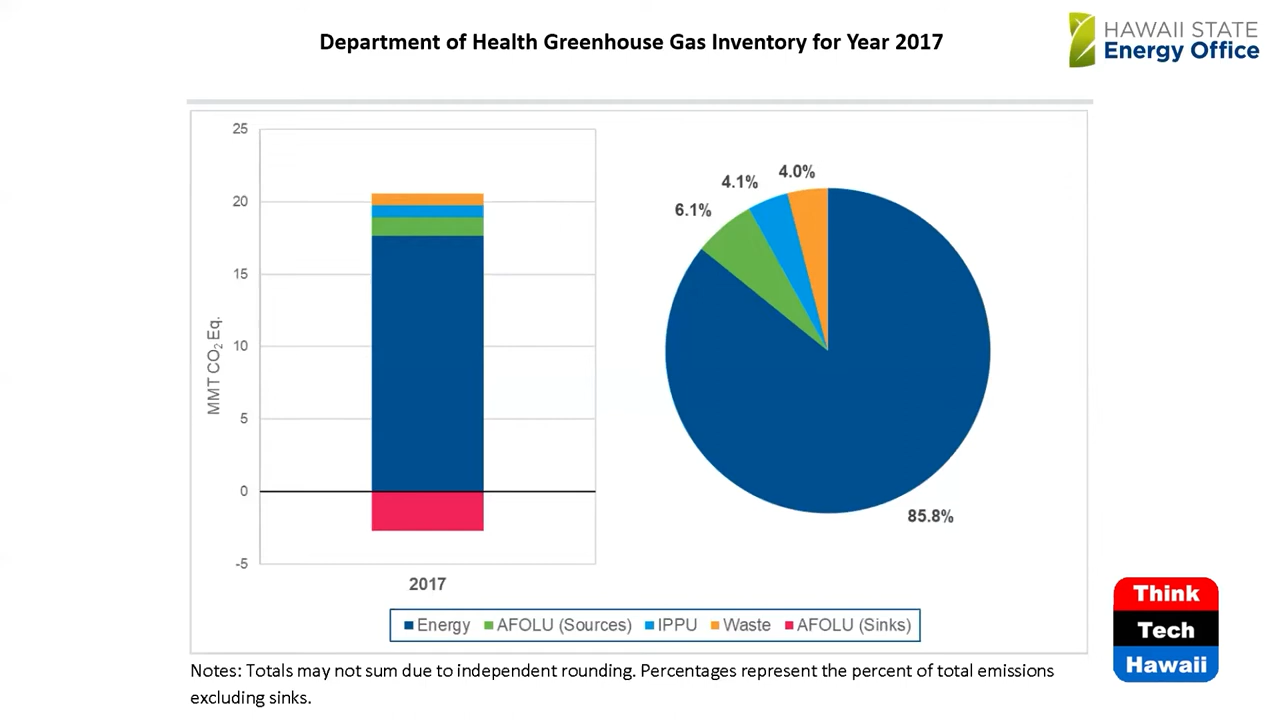 Department of Health Greenhouse Gas Inventory for Year 2017
HAWAII STATE
Energy Office
25
20
15
10
5
0
-5
MMT CO₂ Eq.
2017
6.1%
4.1%
4.0%
85.8%
Energy AFOLU (Sources) IPPU Waste AFOLU (Sinks)
Notes: Totals may not sum due to independent rounding. Percentages represent the percent of total emissions
excluding sinks.
Think
Tech
Hawaii